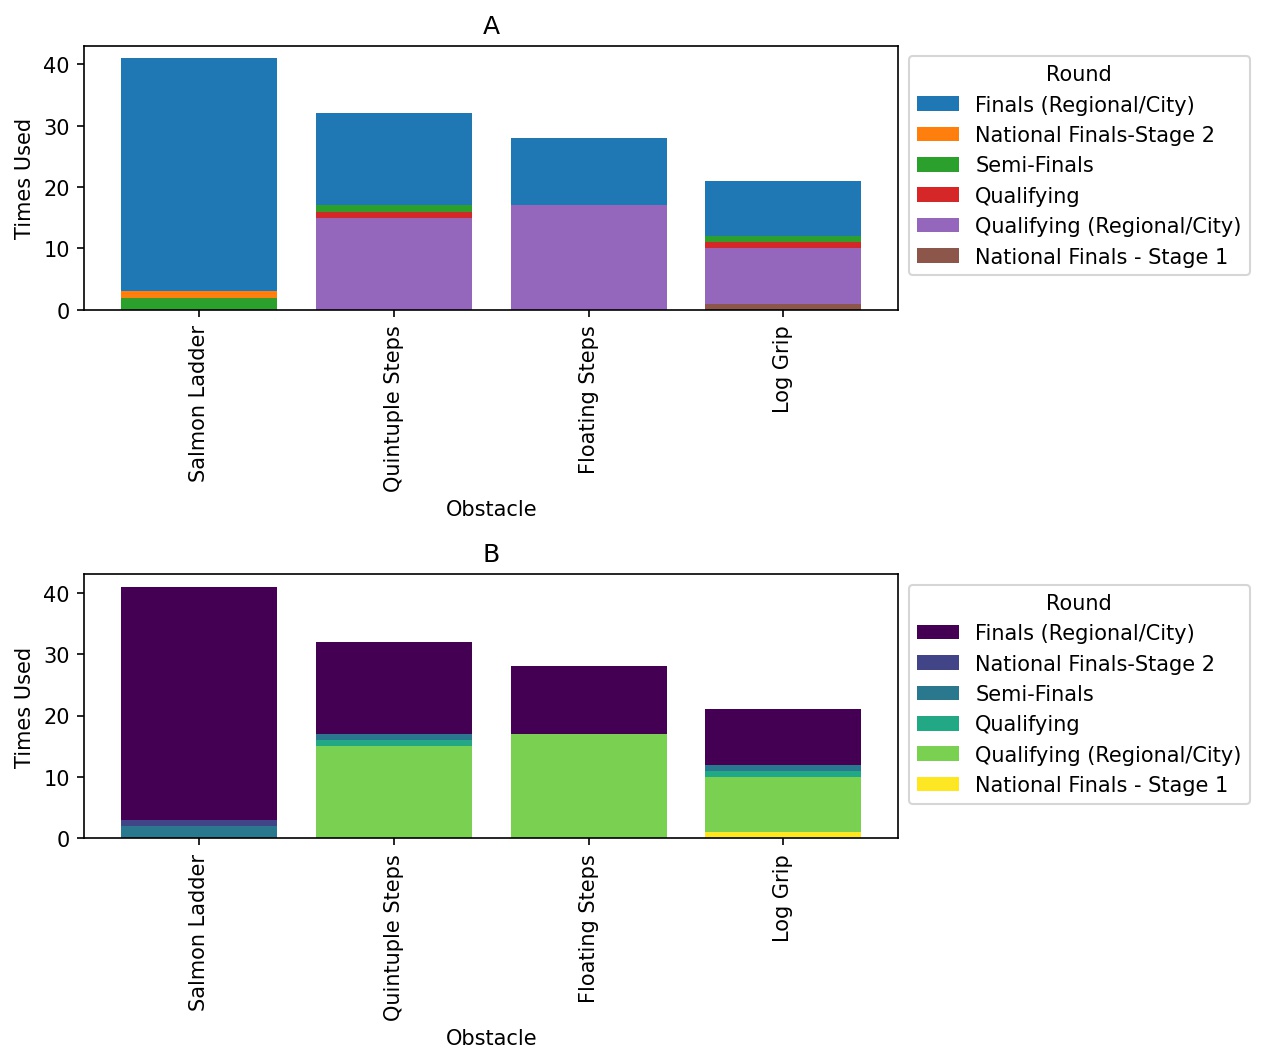 A
Times Used
40
30
20
10
0
Salmon Ladder
Quintuple Steps
Floating Steps
Log Grip
Obstacle
Round
Finals (Regional/City)
National Finals-Stage 2
Semi-Finals
Qualifying
Qualifying (Regional/City)
National Finals - Stage 1
B
Times Used
40
30
20
10
0
Salmon Ladder
Quintuple Steps
Floating Steps
Log Grip
Obstacle
Round
Finals (Regional/City)
National Finals-Stage 2
Semi-Finals
Qualifying
Qualifying (Regional/City)
National Finals - Stage 1